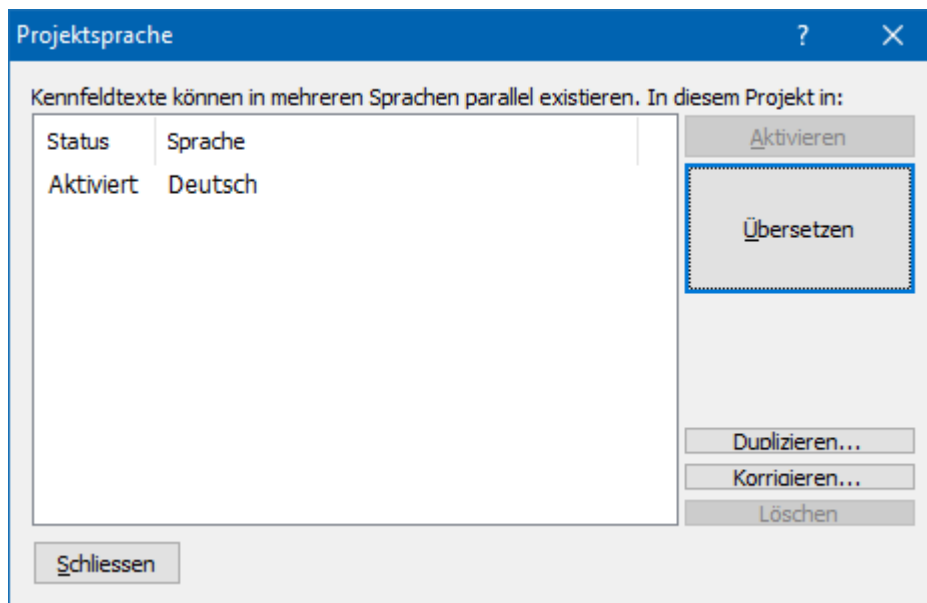 Projektsprache
Kennfeldtexte können in mehreren Sprachen parallel existieren. In diesem Projekt in:
Status Sprache
Aktiviert Deutsch
Aktivieren
Übersetzen
Duplizieren...
Korrigieren...
Löschen
Schliessen